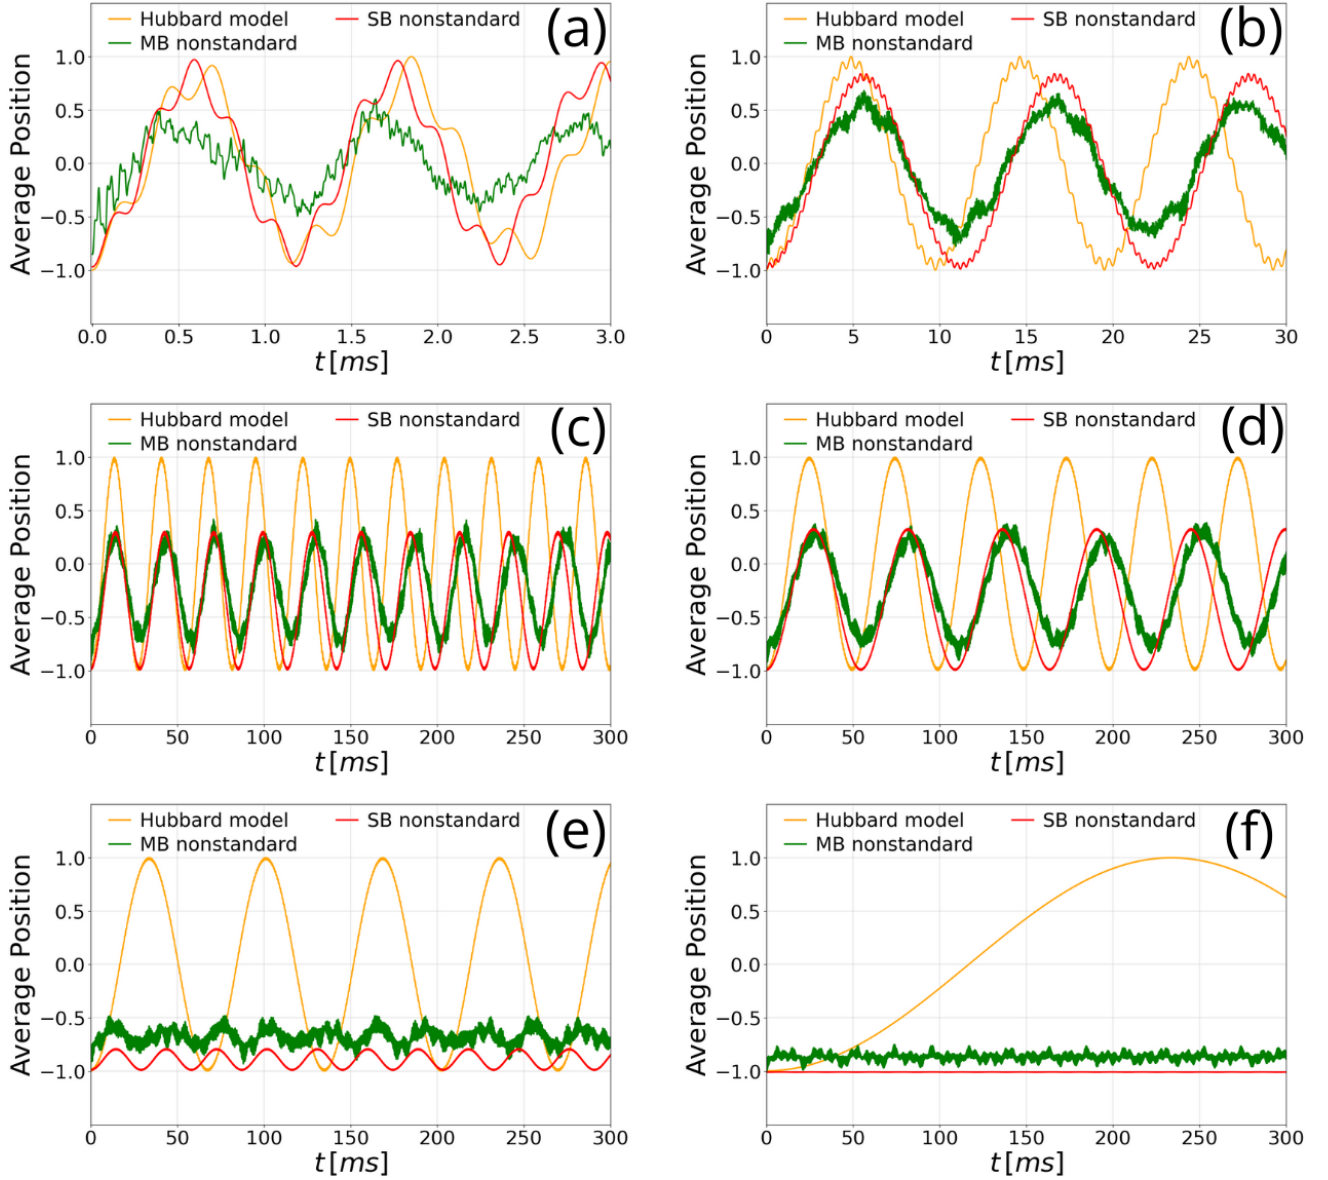 Hubbard model SB nonstandard (a)
MB nonstandard
1.0
0.5
0.0
−0.5
−1.0
Average Position
0.0 0.5 1.0 1.5 2.0 2.5 3.0
t [ms]
Hubbard model SB nonstandard (b)
MB nonstandard
1.0
0.5
0.0
−0.5
−1.0
Average Position
0 5 10 15 20 25 30
t [ms]
Hubbard model SB nonstandard (c)
MB nonstandard
1.0
0.5
0.0
−0.5
−1.0
Average Position
0 50 100 150 200 250 300
t [ms]
Hubbard model SB nonstandard (d)
MB nonstandard
1.0
0.5
0.0
−0.5
−1.0
Average Position
0 50 100 150 200 250 300
t [ms]
Hubbard model SB nonstandard (e)
MB nonstandard
1.0
0.5
0.0
−0.5
−1.0
Average Position
0 50 100 150 200 250 300
t [ms]
Hubbard model SB nonstandard (f)
MB nonstandard
1.0
0.5
0.0
−0.5
−1.0
Average Position
0 50 100 150 200 250 300
t [ms]